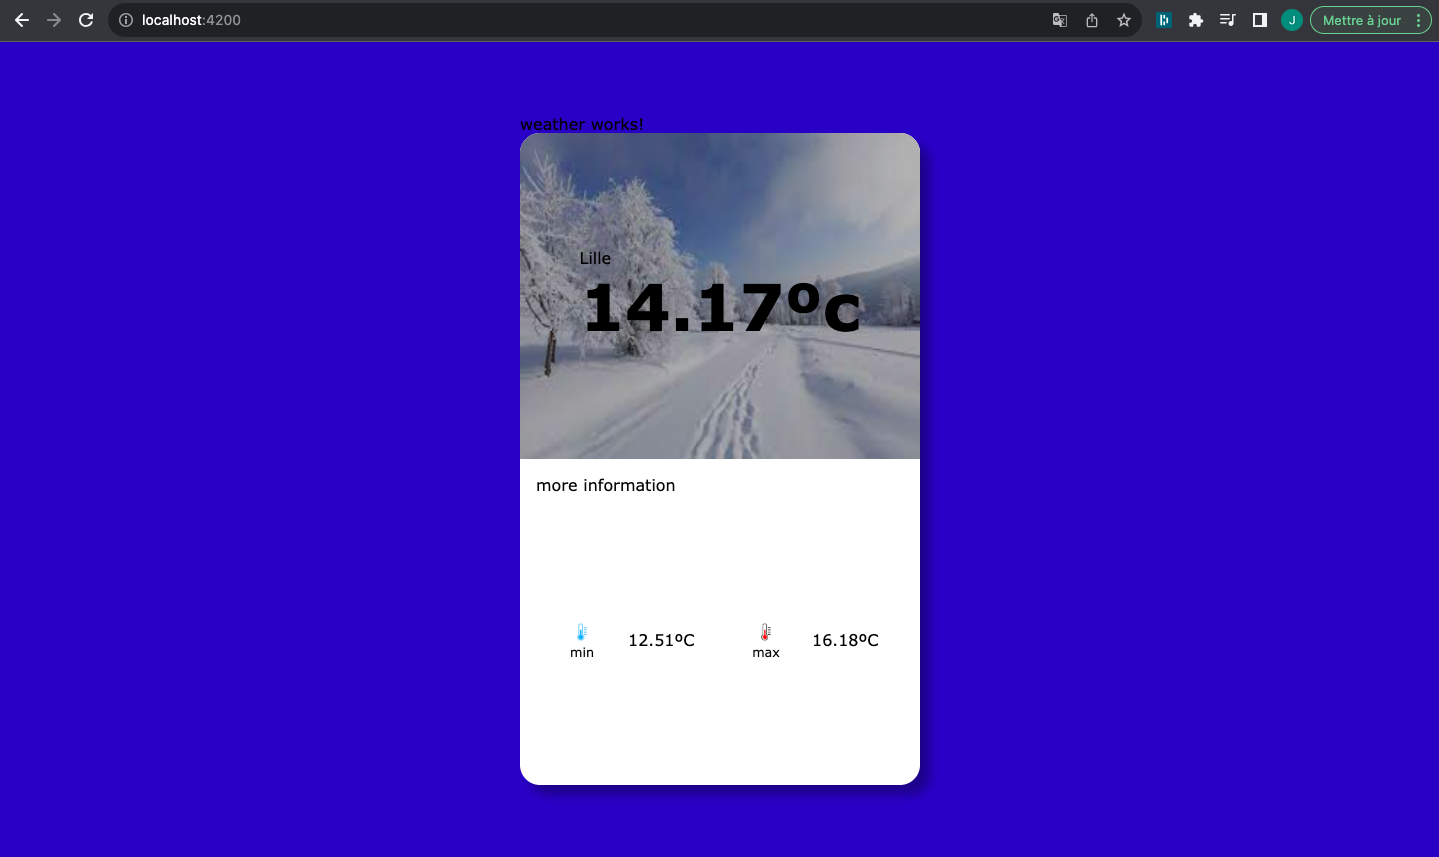 localhost:4200
J
Mettre à jour
weather works!
Lille
14.17ºc
more information
12.51ºC
16.18ºC
min
max